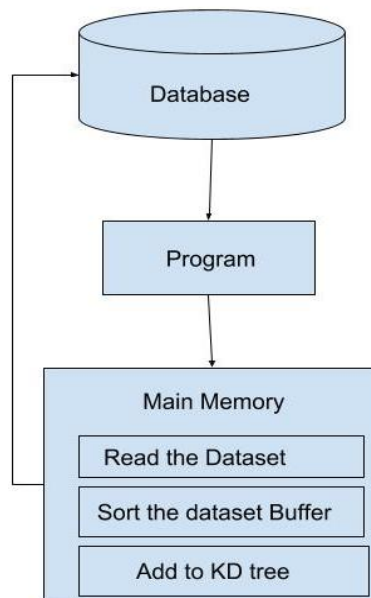 Database
Program
Main Memory
Read the Dataset
Sort the dataset Buffer
Add to KD tree